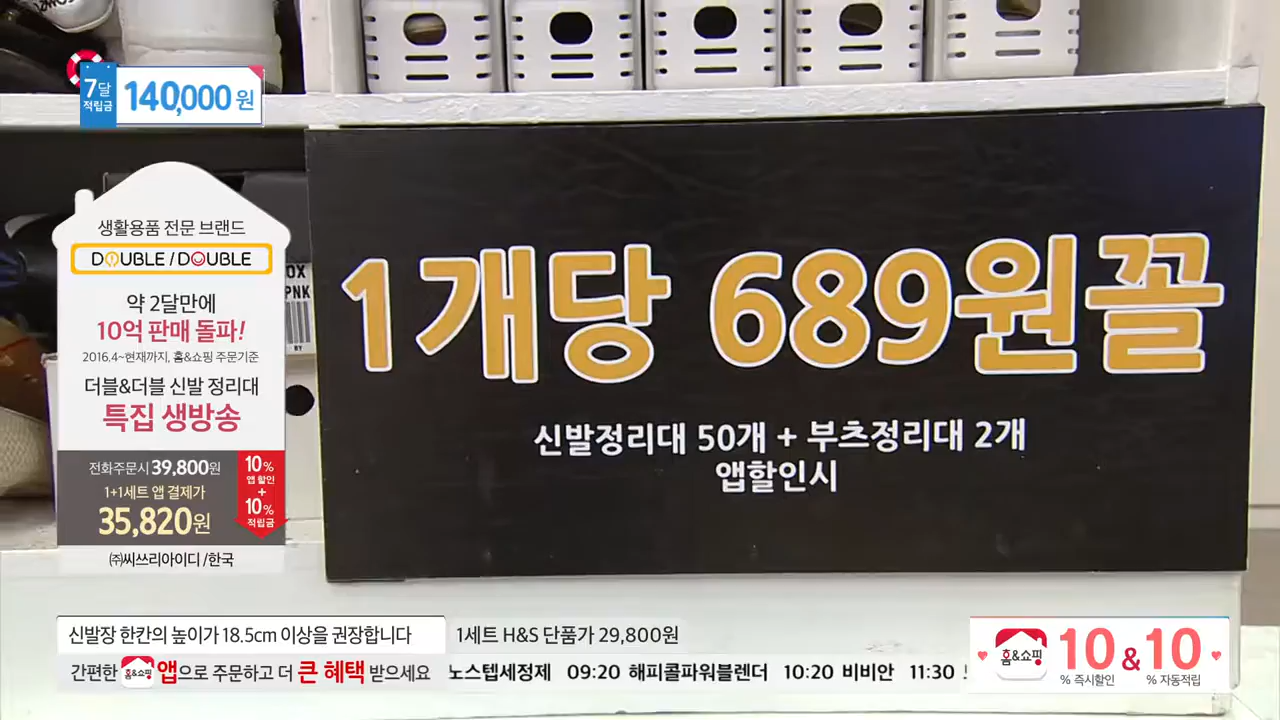 7달
적립금
140,000원
생활용품 전문 브랜드
DOUBLE / DOUBLE
약 2달만에
10억 판매 돌파!
2016.4~현재까지, 홈&쇼핑 주문기준
더블&더블 신발 정리대
특집 생방송
전화주문시 39,800원
1+1세트 앱 결제가
35,820원
10%
앱 할인
+
10%
적립금
㈜씨쓰리아이디 /한국
OX
PNK
BY
1개당 689원꼴
신발정리대 50개 + 부츠정리대 2개
앱할인시
신발장 한칸의 높이가 18.5cm 이상을 권장합니다
1세트 H&S 단품가 29,800원
간편한 홈&쇼핑 앱으로 주문하고 더 큰 혜택 받으세요
노스텝세정제 09:20 해피콜파워블렌더 10:20 비비안 11:30
홈&쇼핑
10 & 10
% 즉시할인 % 자동적립